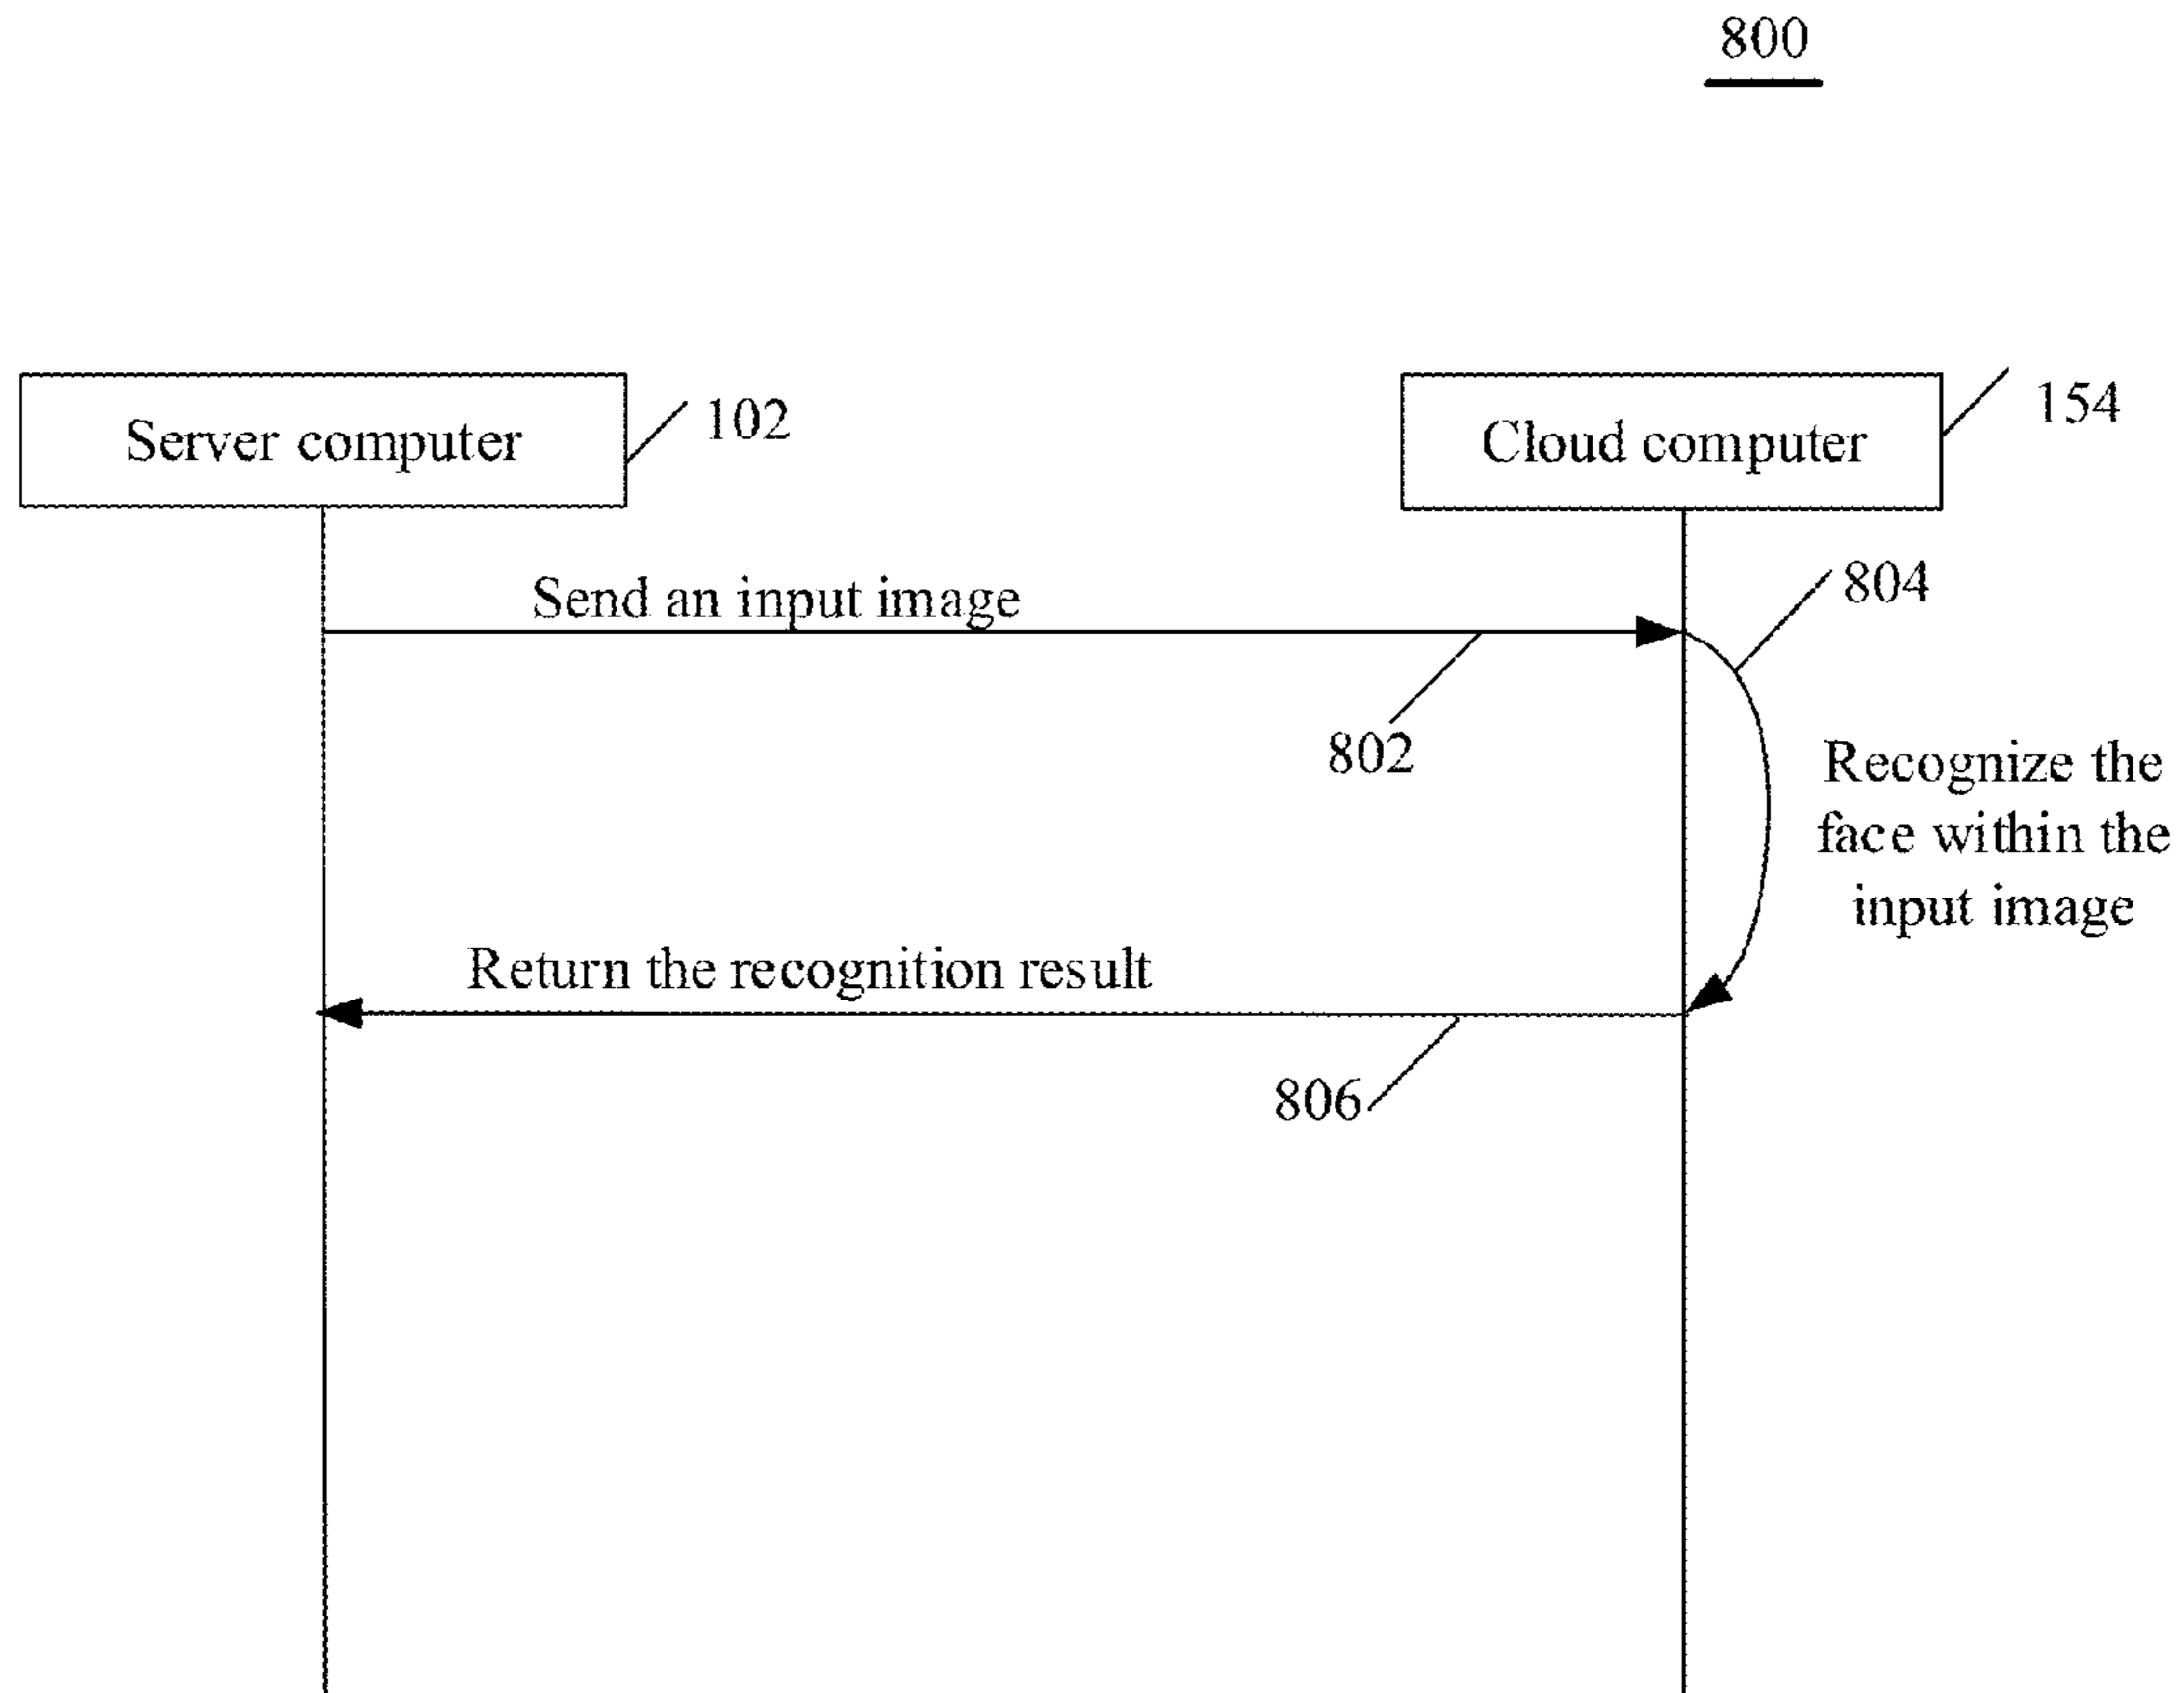 800
Server computer
102
Cloud computer
154
Send an input image
804
802
Recognize the
face within the
input image
Return the recognition result
806